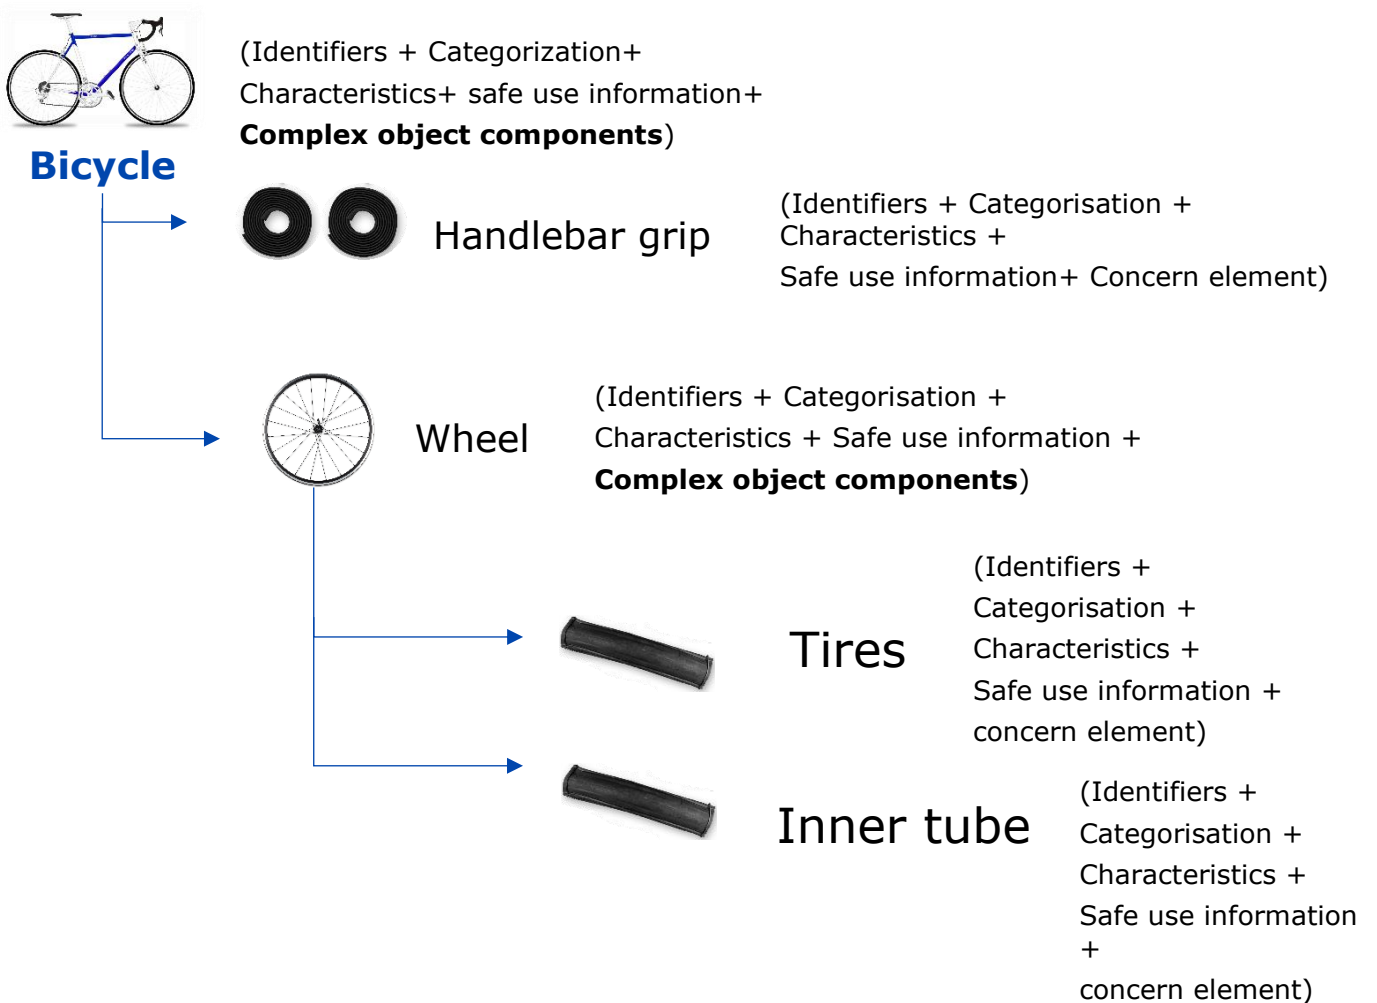 (Identifiers + Categorization+
Characteristics+ safe use information+
Complex object components)
Bicycle
Handlebar grip
(Identifiers + Categorisation +
Characteristics +
Safe use information+ Concern element)
Wheel
(Identifiers + Categorisation +
Characteristics + Safe use information +
Complex object components)
Tires
(Identifiers +
Categorisation +
Characteristics +
Safe use information +
concern element)
Inner tube
(Identifiers +
Categorisation +
Characteristics +
Safe use information
+
concern element)